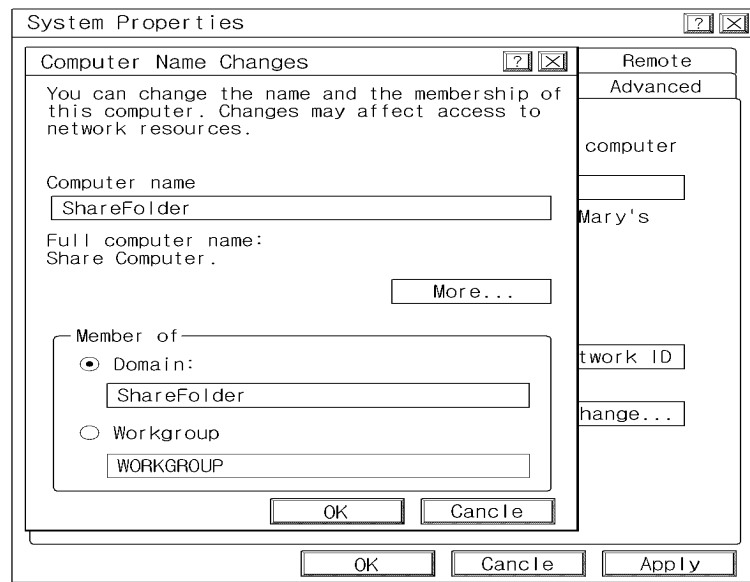 System Properties
?
Computer Name Changes
?
Remote
Advanced
You can change the name and the membership of
this computer. Changes may affect access to
network resources.
computer
Computer name
ShareFolder
Mary's
Full computer name:
Share Computer.
More...
Member of
Domain:
twork ID
ShareFolder
hange...
Workgroup
WORKGROUP
OK
Cancle
OK
Cancle
Apply